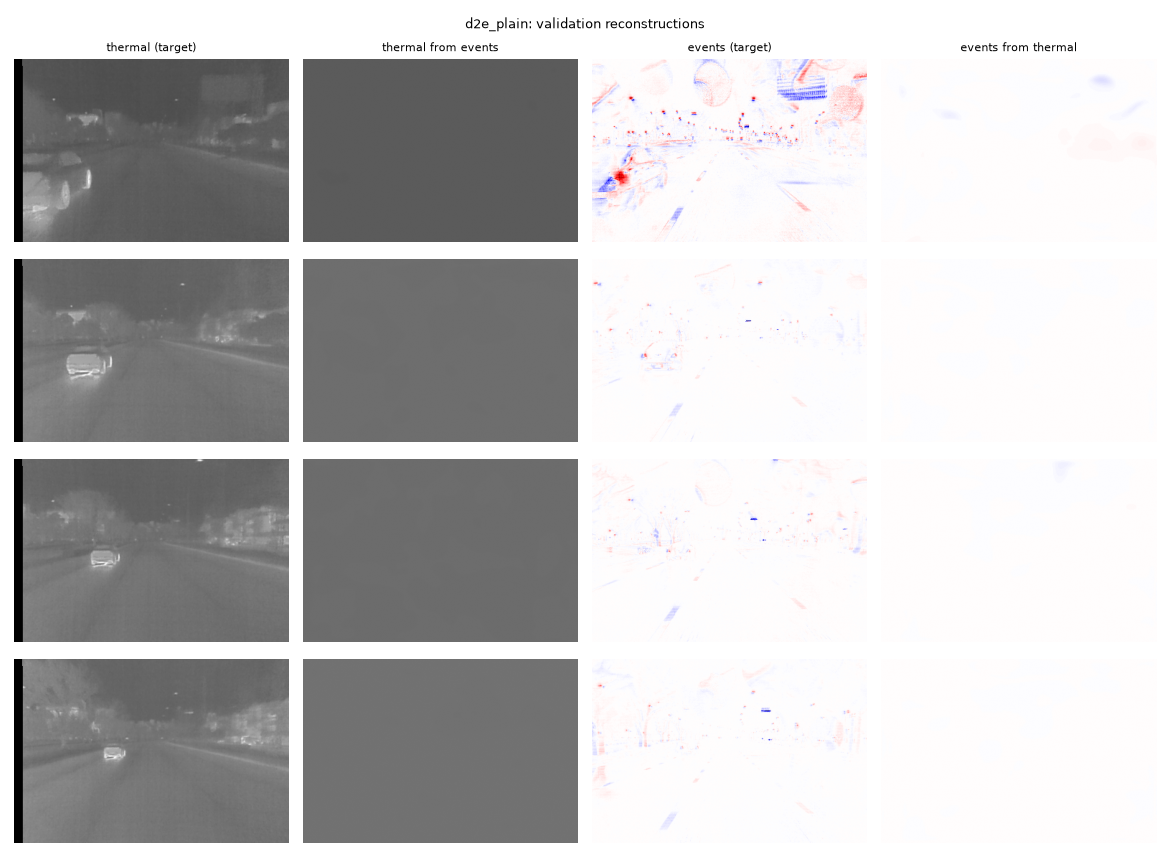 d2e_plain: validation reconstructions
thermal (target)
thermal from events
events (target)
events from thermal